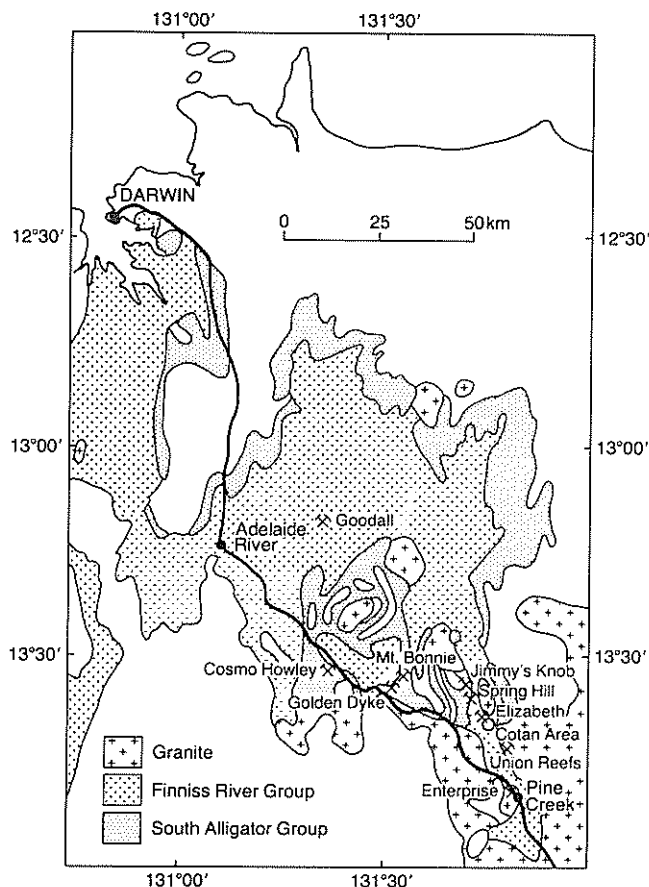 131°00'
131°30'
DARWIN
0
25
50km
12°30'
12°30'
13°00'
13°00'
Goodall
Adelaide
River
13°30'
13°30'
Mt. Bonnie
Cosmo Howley
Jimmy's Knob
Spring Hill
Golden Dyke
Elizabeth
Cotan Area
Union Reefs
Enterprise
Pine
Creek
Granite
Finniss River Group
South Alligator Group
131°00'
131°30'